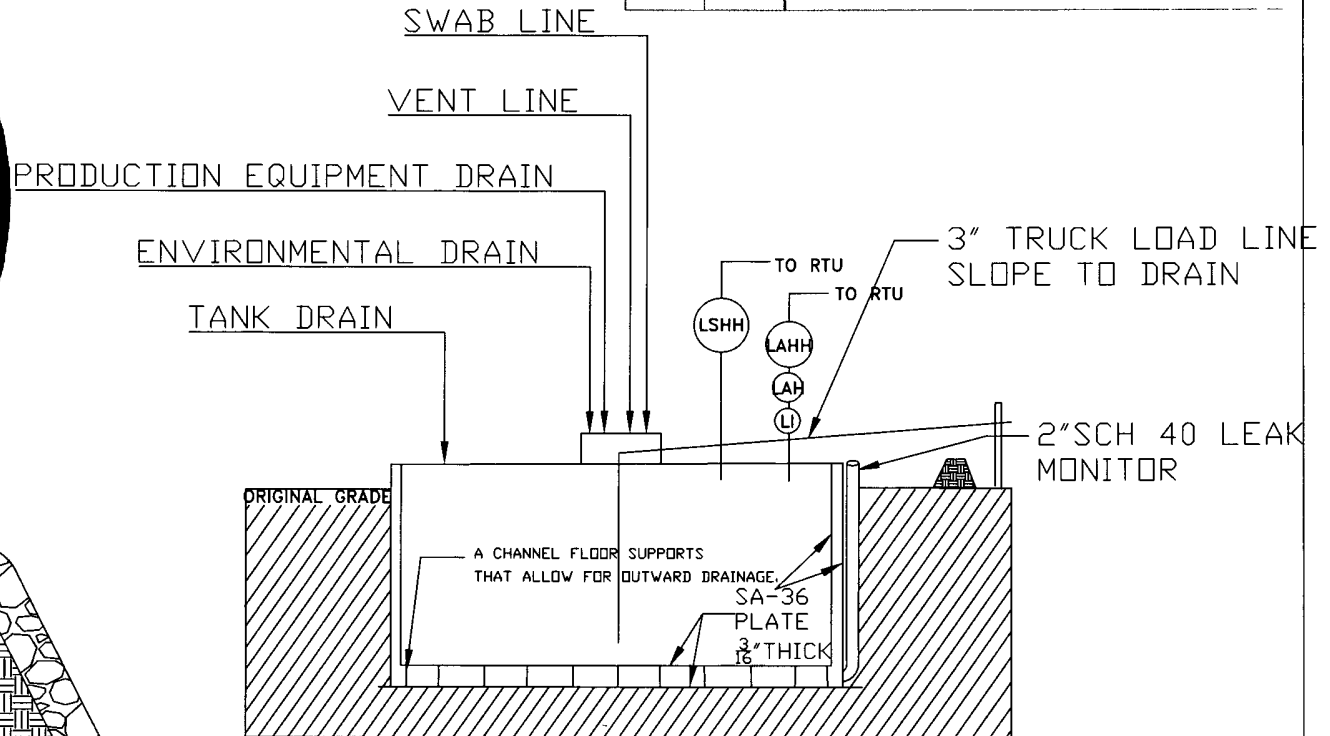 SWAB LINE
VENT LINE
PRODUCTION EQUIPMENT DRAIN
ENVIRONMENTAL DRAIN
TANK DRAIN
3" TRUCK LOAD LINE
SLOPE TO DRAIN
TO RTU
TO RTU
LSHH
LAHH
LAH
LI
2"SCH 40 LEAK
MONITOR
ORIGINAL GRADE
A CHANNEL FLOOR SUPPORTS
THAT ALLOW FOR OUTWARD DRAINAGE.
SA-36
PLATE
3/16"THICK